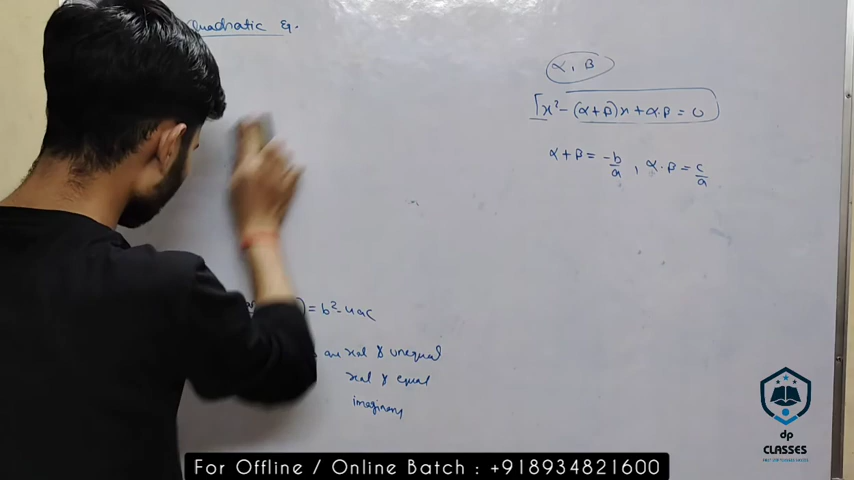 Quadratic Eq.
α, β
x² - (α+β)x + α.β = 0
α+β = -b/a , α.β = c/a
) = b² - 4ac
are real & unequal
real & equal
imaginary
dp
CLASSES
For Offline / Online Batch : +918934821600